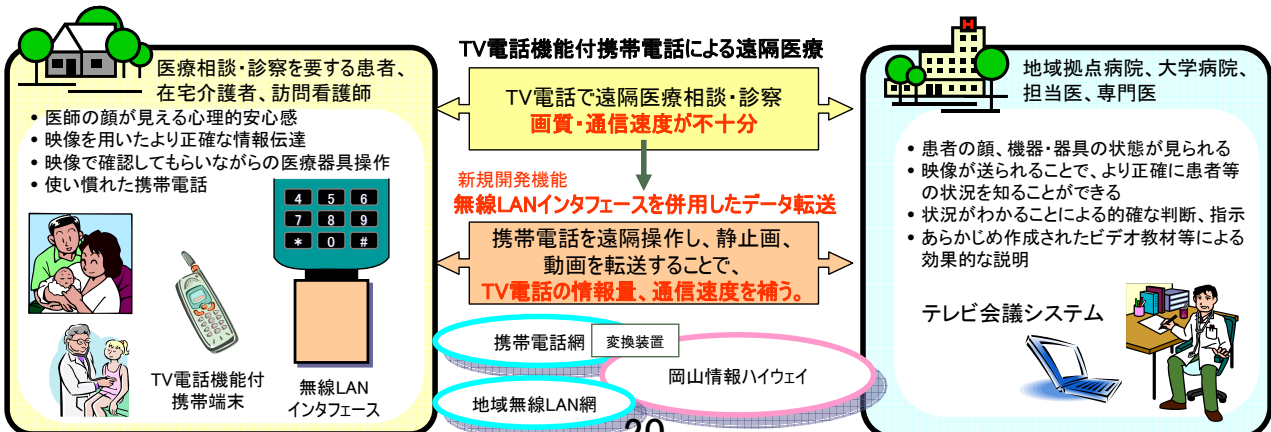 TV電話機能付携帯電話による遠隔医療
医療相談・診察を要する患者、
在宅介護者、訪問看護師
• 医師の顔が見える心理的安心感
• 映像を用いたより正確な情報伝達
• 映像で確認してもらいながらの医療器具操作
• 使い慣れた携帯電話
4 5 6
7 8 9
* 0 #
TV電話機能付
携帯端末
無線LAN
インタフェース
TV電話で遠隔医療相談・診察
画質・通信速度が不十分
新規開発機能
無線LANインタフェースを併用したデータ転送
携帯電話を遠隔操作し、静止画、
動画を転送することで、
TV電話の情報量、通信速度を補う。
携帯電話網
変換装置
岡山情報ハイウェイ
地域無線LAN網
20
H
地域拠点病院、大学病院、
担当医、専門医
• 患者の顔、機器・器具の状態が見られる
• 映像が送られることで、より正確に患者等
の状況を知ることができる
• 状況がわかることによる的確な判断、指示
• あらかじめ作成されたビデオ教材等による
効果的な説明
テレビ会議システム